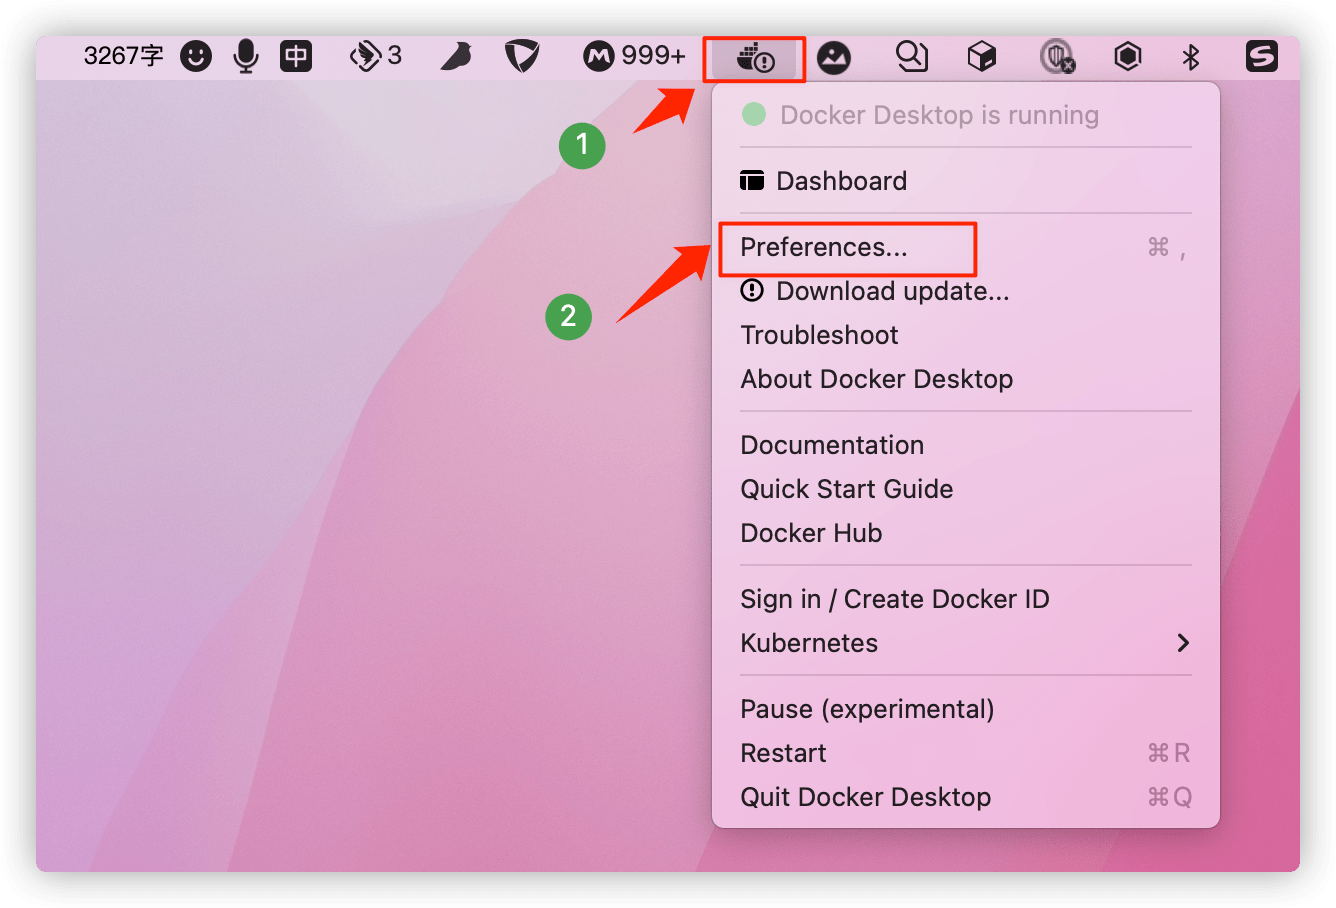 3267字 中 3 999+
1
Docker Desktop is running
Dashboard
Preferences... ⌘ ,
2
Download update...
Troubleshoot
About Docker Desktop
Documentation
Quick Start Guide
Docker Hub
Sign in / Create Docker ID
Kubernetes
Pause (experimental)
Restart ⌘R
Quit Docker Desktop ⌘Q